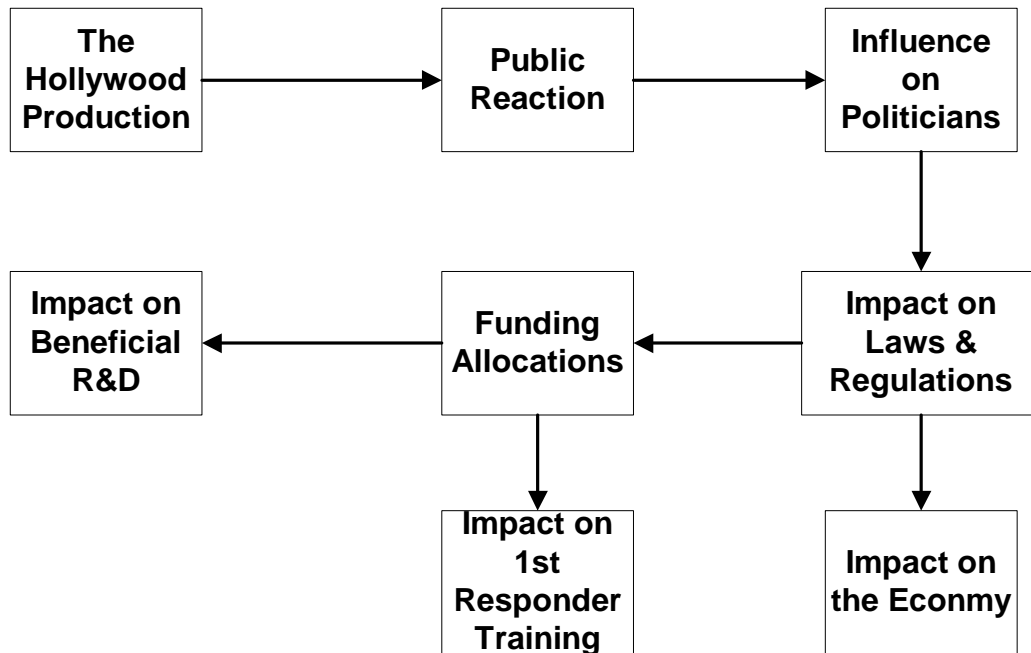 The
Hollywood
Production
Public
Reaction
Influence
on
Politicians
Impact on
Beneficial
R&D
Funding
Allocations
Impact on
Laws &
Regulations
Impact on
1st
Responder
Training
Impact on
the Econmy